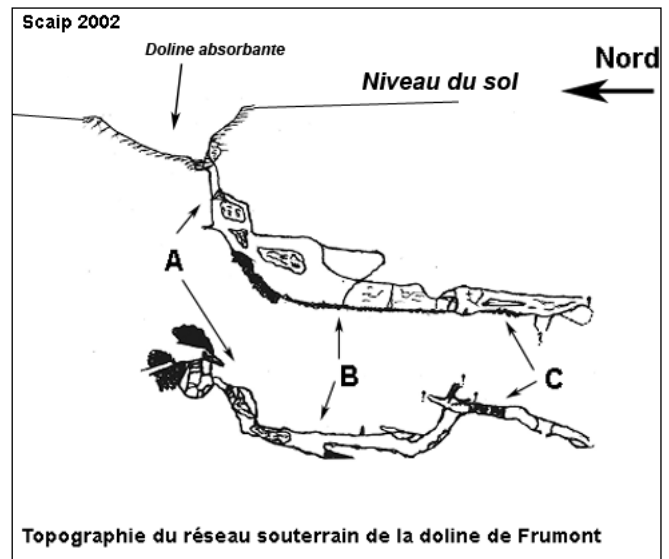 Scaip 2002
Doline absorbante
Nord
Niveau du sol
A
B
C
? ?
?
Topographie du réseau souterrain de la doline de Frumont